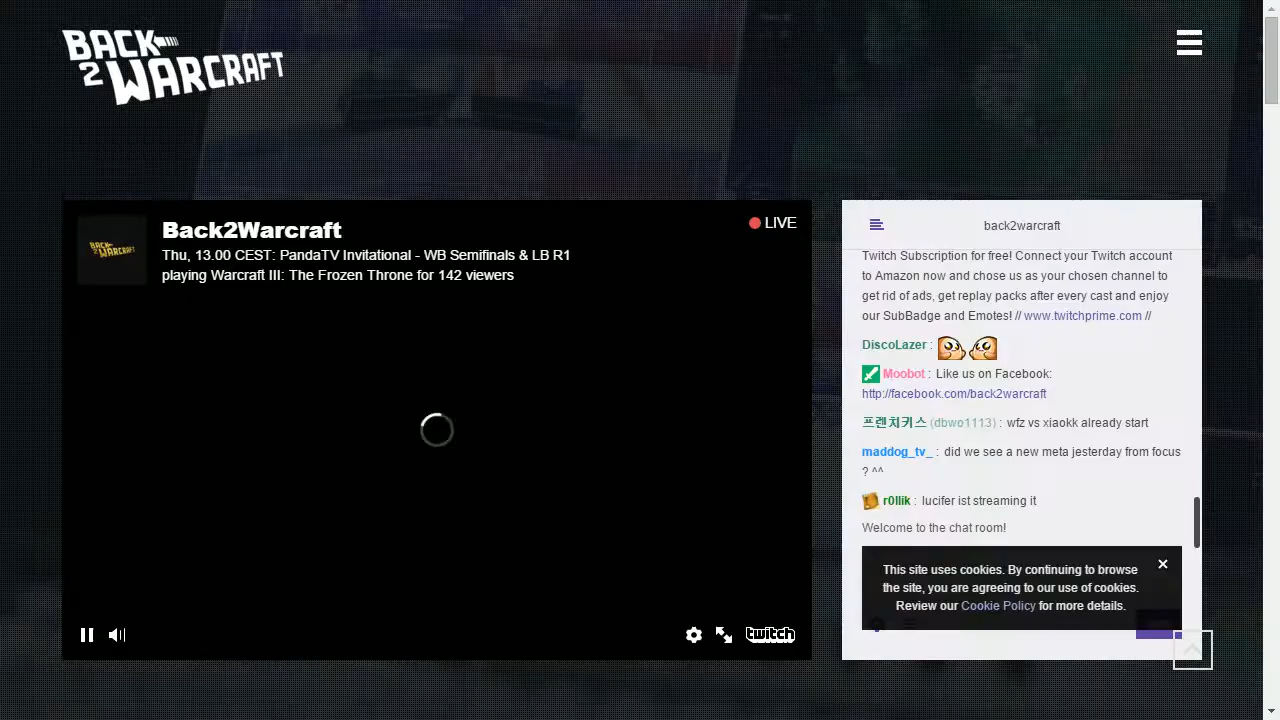 BACK
2 WARCRAFT
BACK 2 WARCRAFT
Back2Warcraft
LIVE
Thu, 13.00 CEST: PandaTV Invitational - WB Semifinals & LB R1
playing Warcraft III: The Frozen Throne for 142 viewers
twitch
back2warcraft
Twitch Subscription for free! Connect your Twitch account
to Amazon now and chose us as your chosen channel to
get rid of ads, get replay packs after every cast and enjoy
our SubBadge and Emotes! // www.twitchprime.com //
DiscoLazer :
Moobot : Like us on Facebook:
http://facebook.com/back2warcraft
프렌치키스 (dbwo1113) : wfz vs xiaokk already start
maddog_tv_ : did we see a new meta jesterday from focus
? ^^
r0llik : lucifer ist streaming it
Welcome to the chat room!
This site uses cookies. By continuing to browse
the site, you are agreeing to our use of cookies.
Review our Cookie Policy for more details.